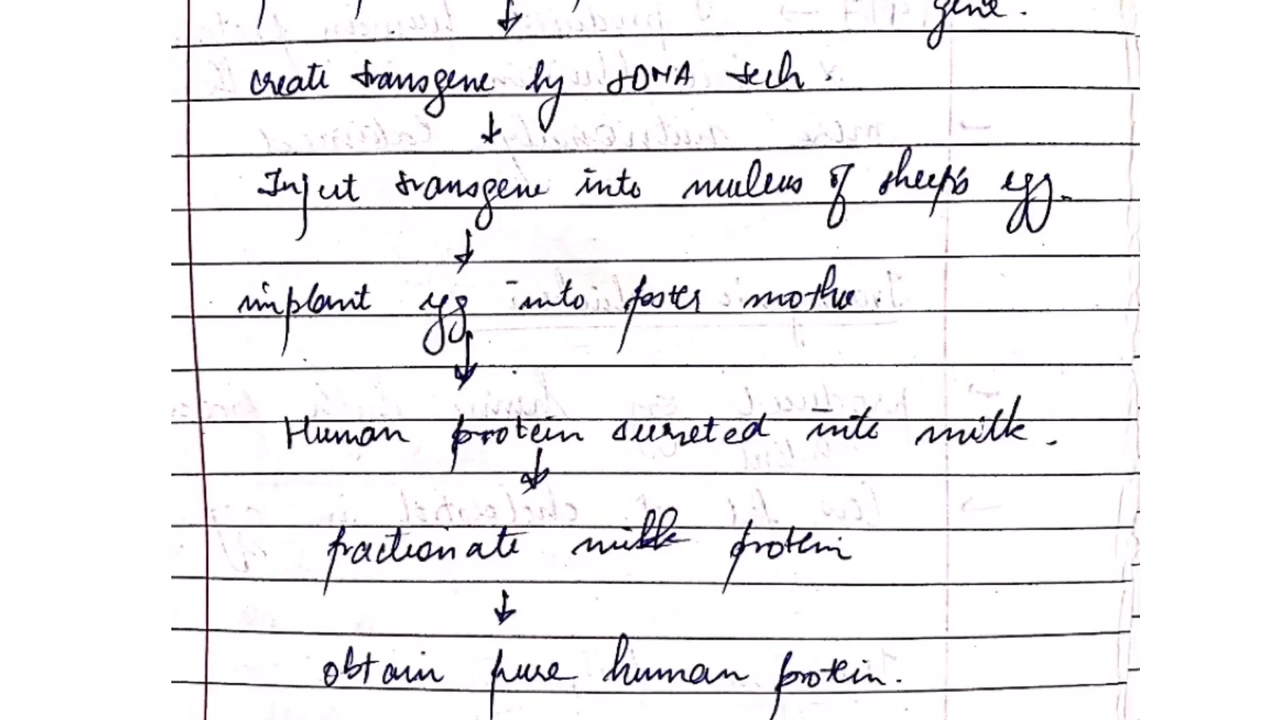 gene.
↓
create transgene by rDNA tech.
↓
Inject transgene into nucleus of sheep's egg.
↓
implant egg into foster mother.
↓
Human protein secreted into milk.
↓
fractionate milk protein
↓
obtain pure human protein.